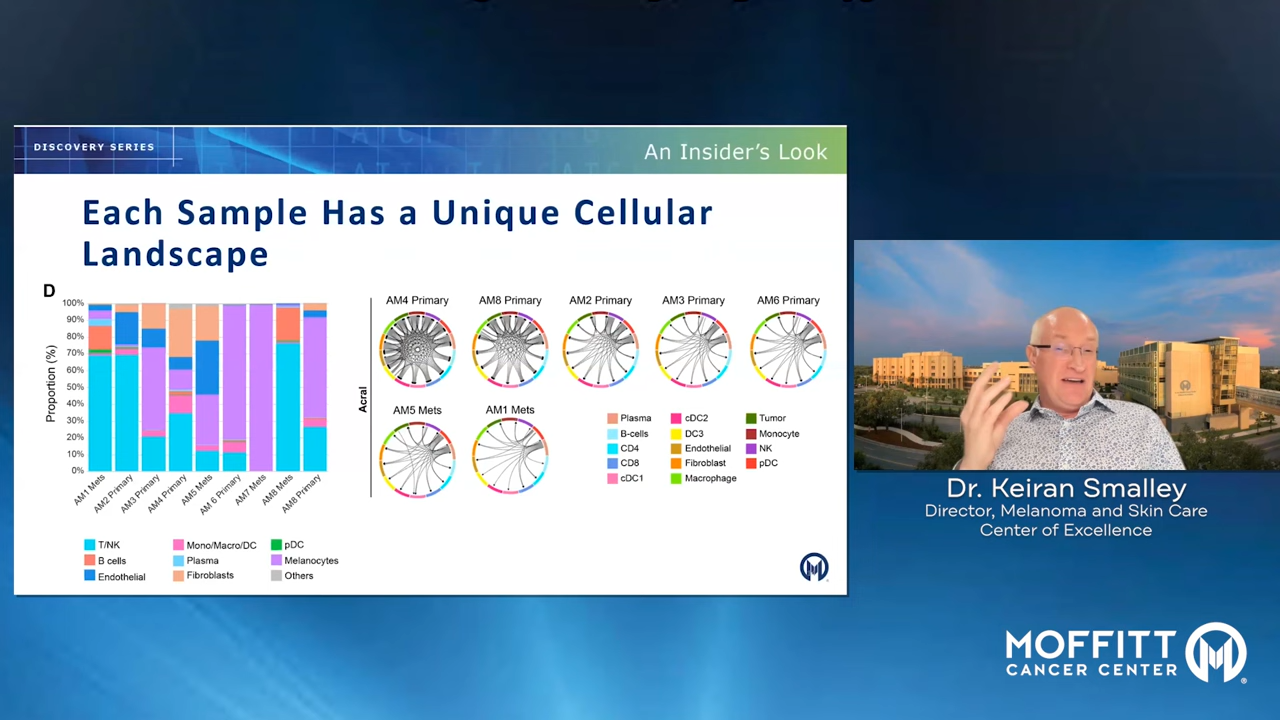 DISCOVERY SERIES
An Insider's Look
Each Sample Has a Unique Cellular
Landscape
D
Proportion (%)
100%
90%
80%
70%
60%
50%
40%
30%
20%
10%
0%
AM1 Mets
AM2 Primary
AM3 Primary
AM4 Primary
AM5 Mets
AM 6 Primary
AM7 Mets
AM8 Mets
AM8 Primary
T/NK
B cells
Endothelial
Mono/Macro/DC
Plasma
Fibroblasts
pDC
Melanocytes
Others
Acral
AM4 Primary
AM8 Primary
AM2 Primary
AM3 Primary
AM6 Primary
AM5 Mets
AM1 Mets
Plasma
B-cells
CD4
CD8
cDC1
cDC2
DC3
Endothelial
Fibroblast
Macrophage
Tumor
Monocyte
NK
pDC
Dr. Keiran Smalley
Director, Melanoma and Skin Care
Center of Excellence
MOFFITT
CANCER CENTER